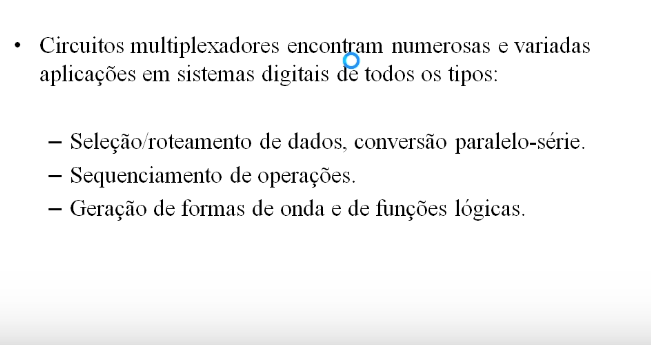 • Circuitos multiplexadores encontram numerosas e variadas
aplicações em sistemas digitais de todos os tipos:
– Seleção/roteamento de dados, conversão paralelo-série.
– Sequenciamento de operações.
– Geração de formas de onda e de funções lógicas.